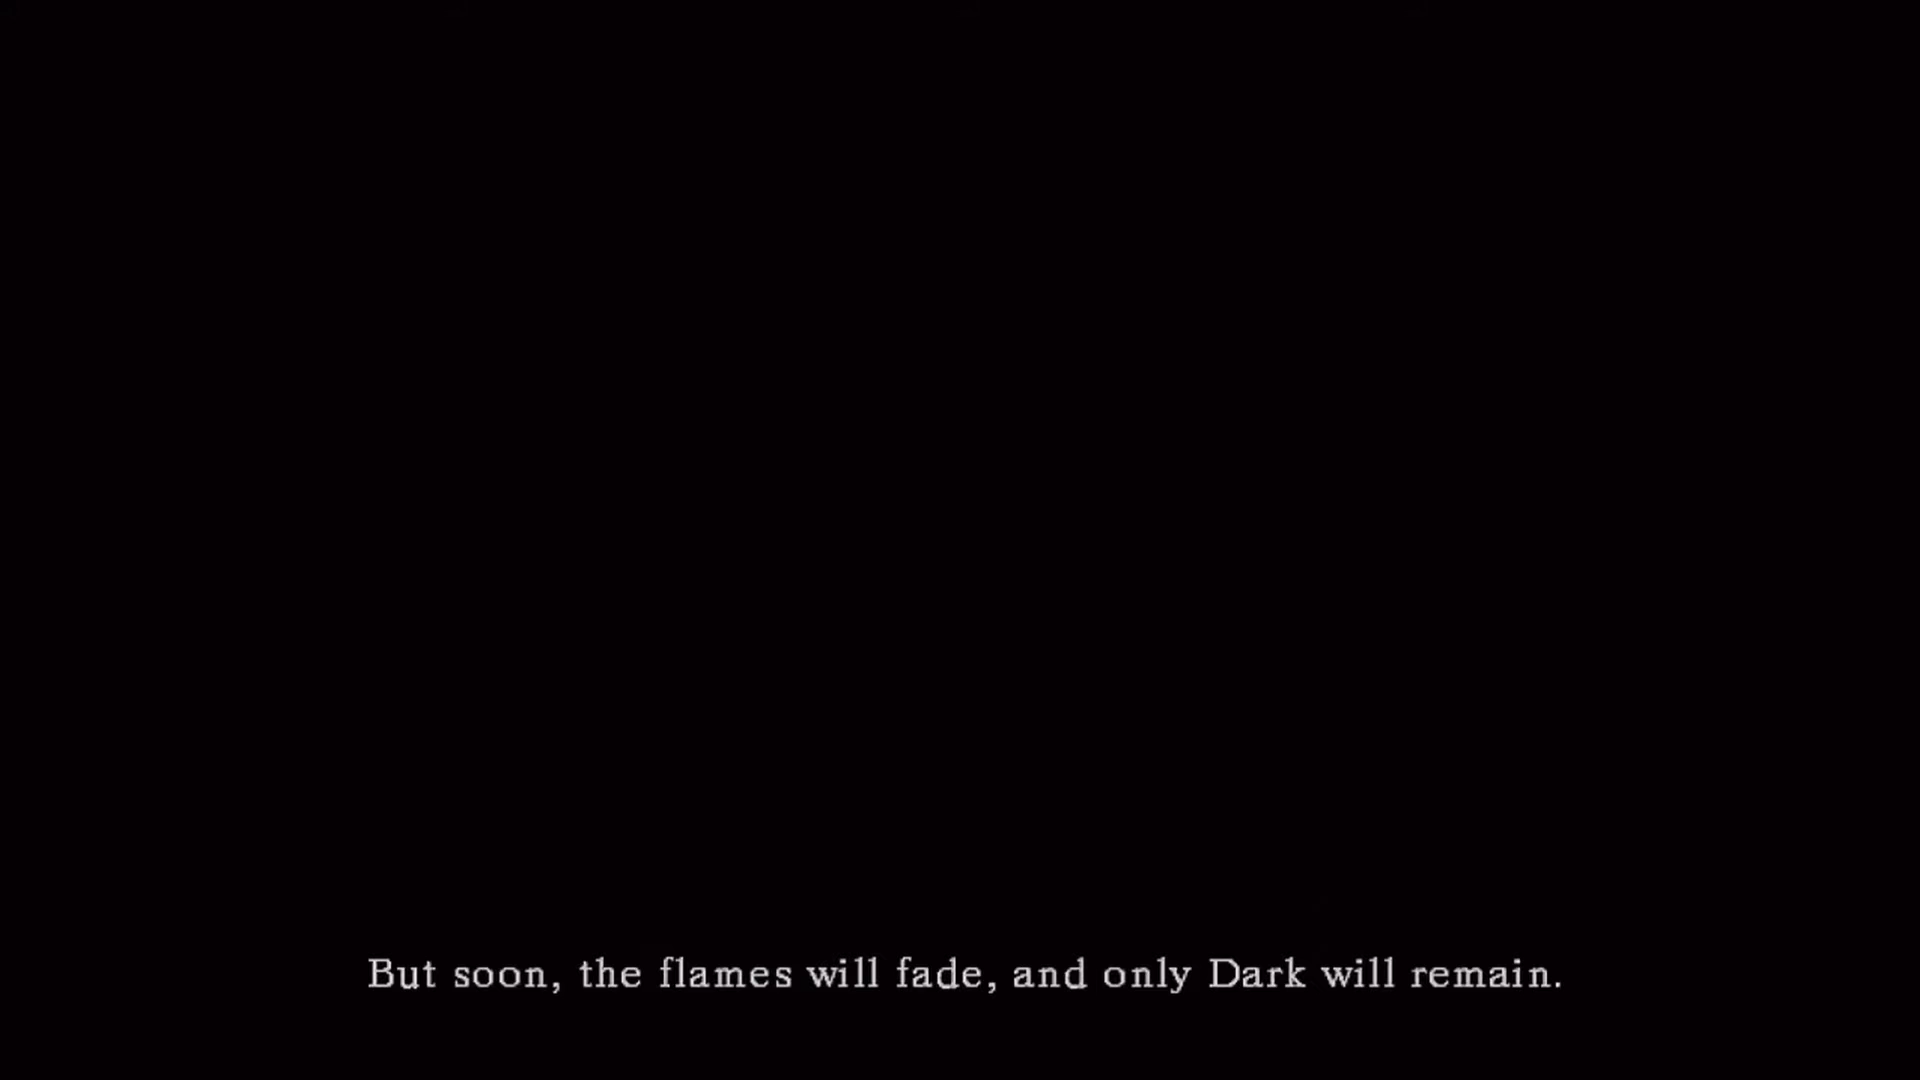 But soon, the flames will fade, and only Dark will remain.